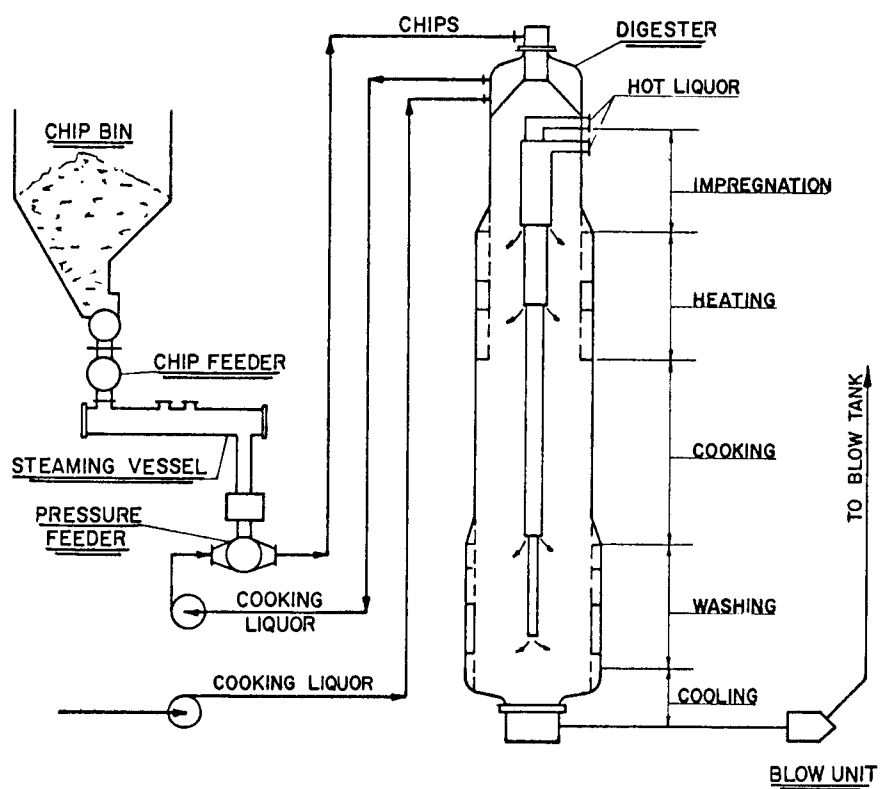 CHIPS
DIGESTER
HOT LIQUOR
CHIP BIN
IMPREGNATION
HEATING
CHIP FEEDER
COOKING
STEAMING VESSEL
TO BLOW TANK
PRESSURE
FEEDER
COOKING
LIQUOR
WASHING
COOKING LIQUOR
COOLING
BLOW UNIT